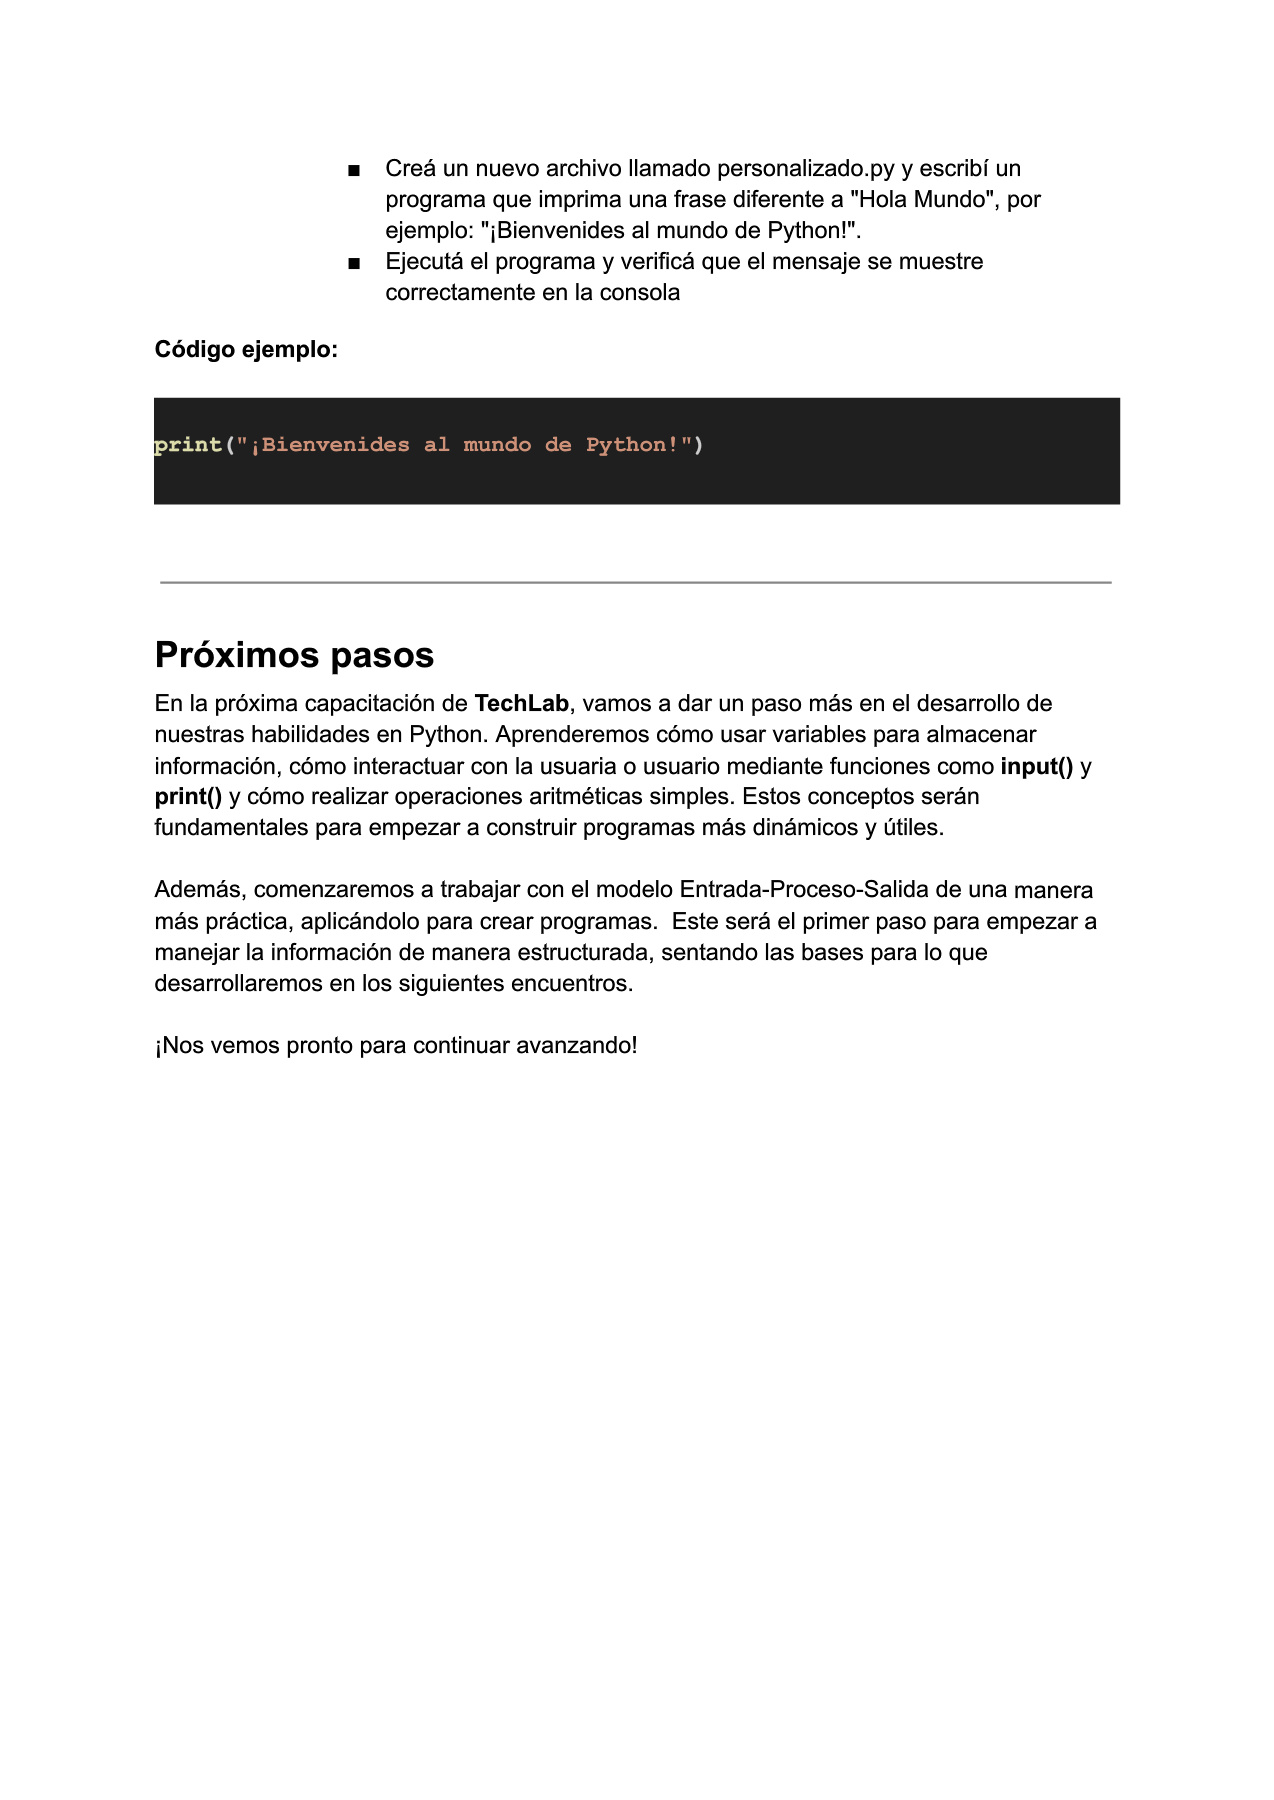 ■ Creá un nuevo archivo llamado personalizado.py y escribí un
programa que imprima una frase diferente a "Hola Mundo", por
ejemplo: "¡Bienvenides al mundo de Python!".
■ Ejecutá el programa y verificá que el mensaje se muestre
correctamente en la consola
Código ejemplo:
print("¡Bienvenides al mundo de Python!")
Próximos pasos
En la próxima capacitación de TechLab, vamos a dar un paso más en el desarrollo de
nuestras habilidades en Python. Aprenderemos cómo usar variables para almacenar
información, cómo interactuar con la usuaria o usuario mediante funciones como input() y
print() y cómo realizar operaciones aritméticas simples. Estos conceptos serán
fundamentales para empezar a construir programas más dinámicos y útiles.
Además, comenzaremos a trabajar con el modelo Entrada-Proceso-Salida de una manera
más práctica, aplicándolo para crear programas.  Este será el primer paso para empezar a
manejar la información de manera estructurada, sentando las bases para lo que
desarrollaremos en los siguientes encuentros.
¡Nos vemos pronto para continuar avanzando!